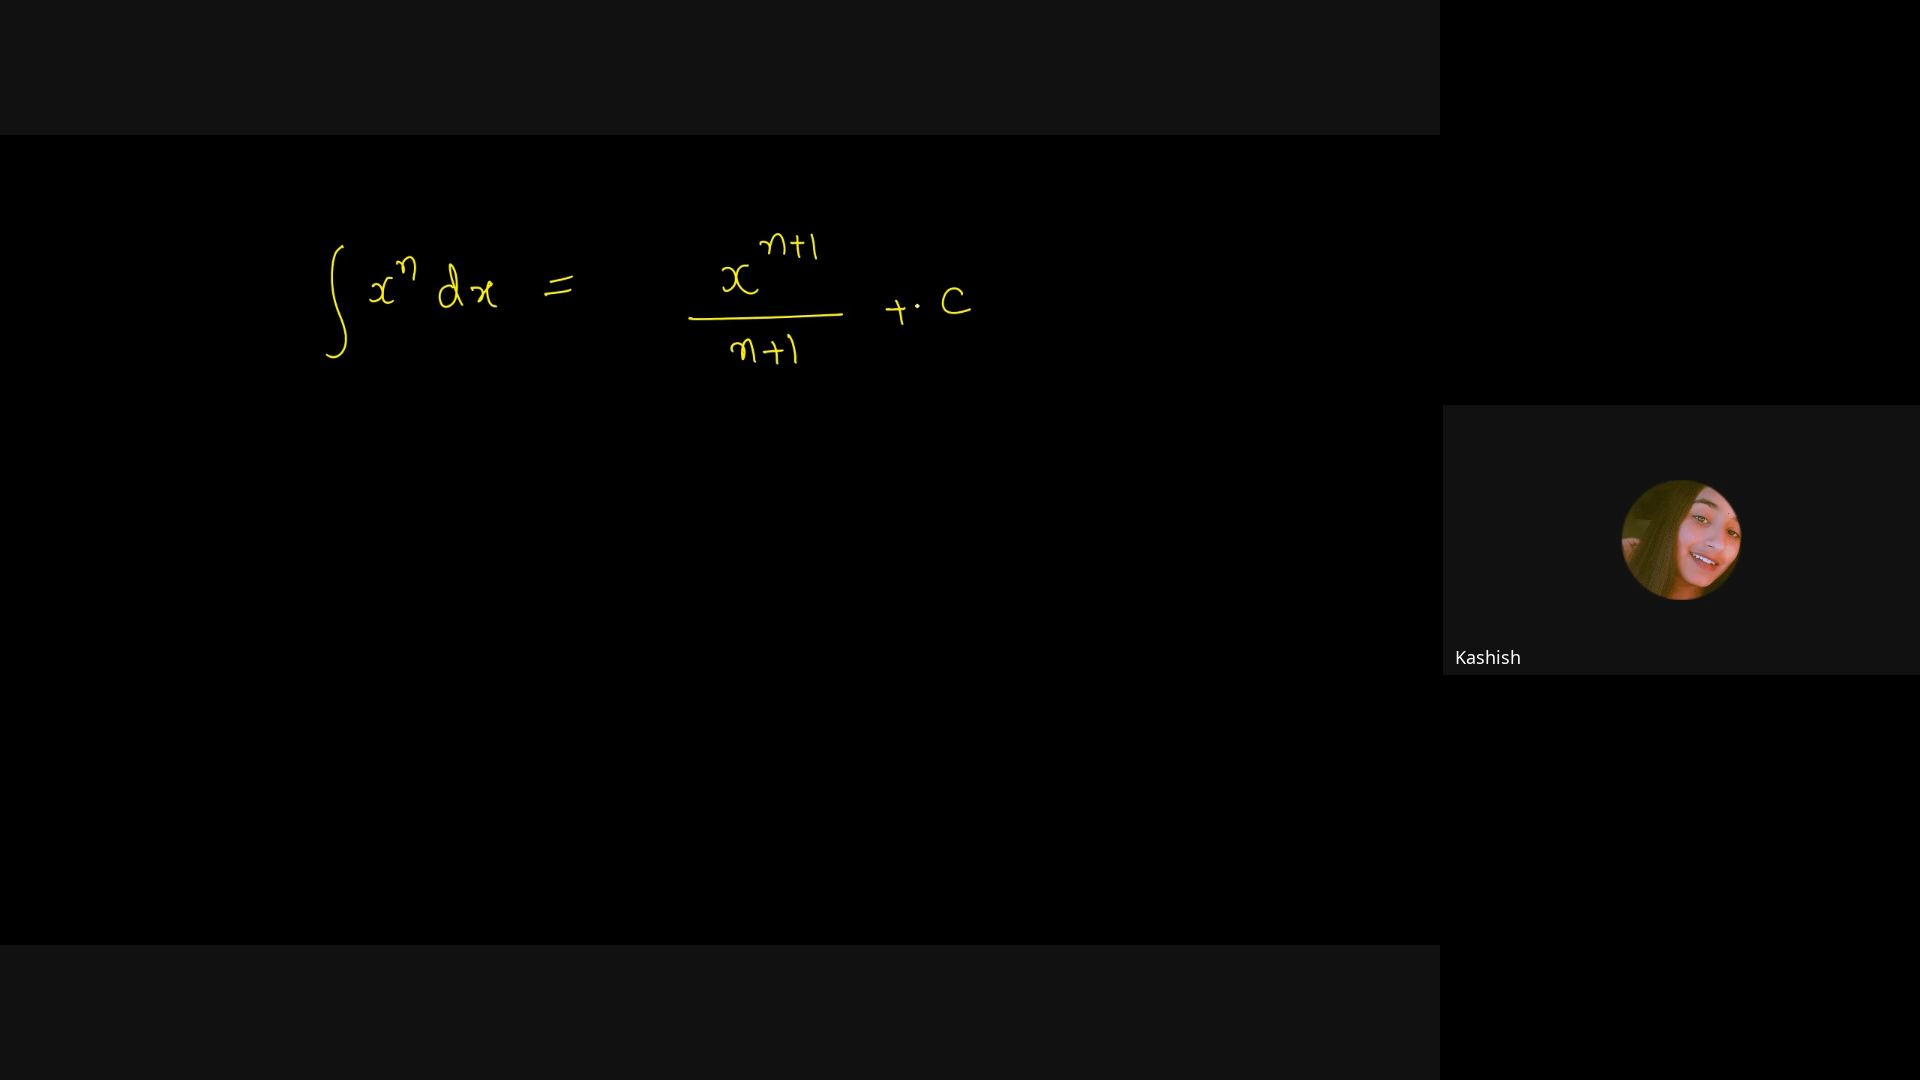 ∫xⁿ dx = xⁿ⁺¹/n+1 +. c
Kashish